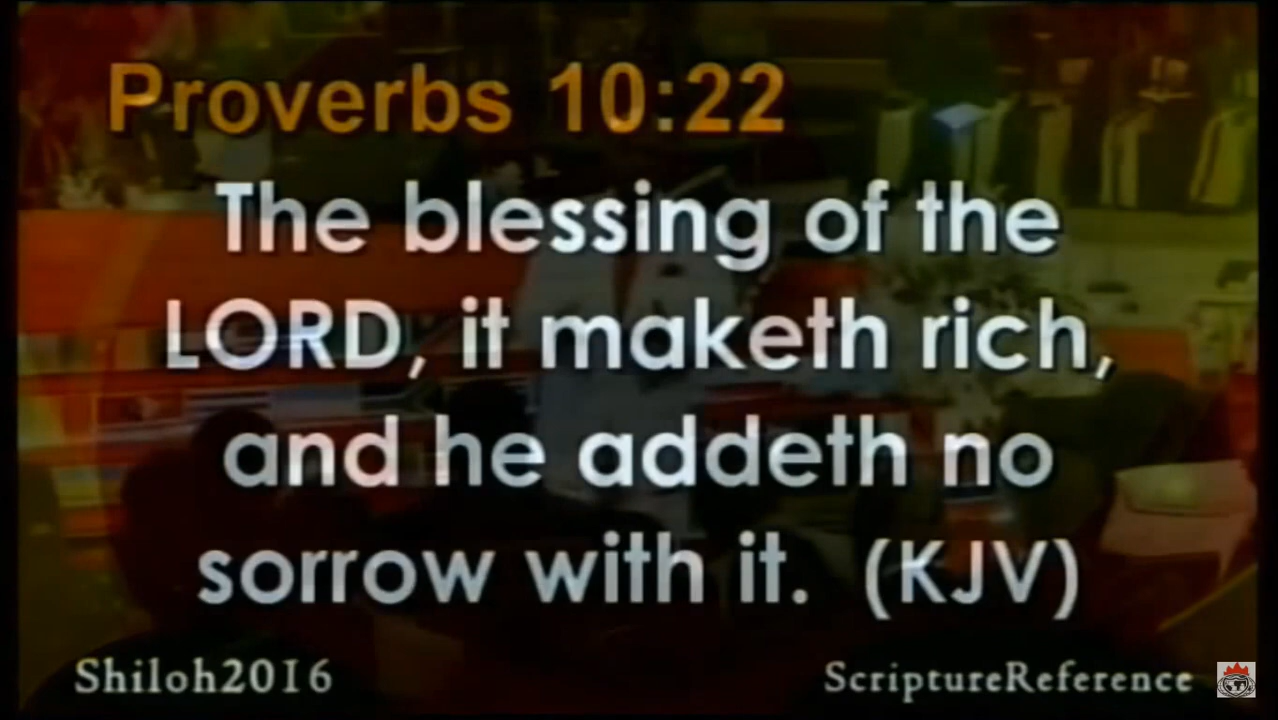 Proverbs 10:22
The blessing of the
LORD, it maketh rich,
and he addeth no
sorrow with it. (KJV)
Shiloh2016
ScriptureReference